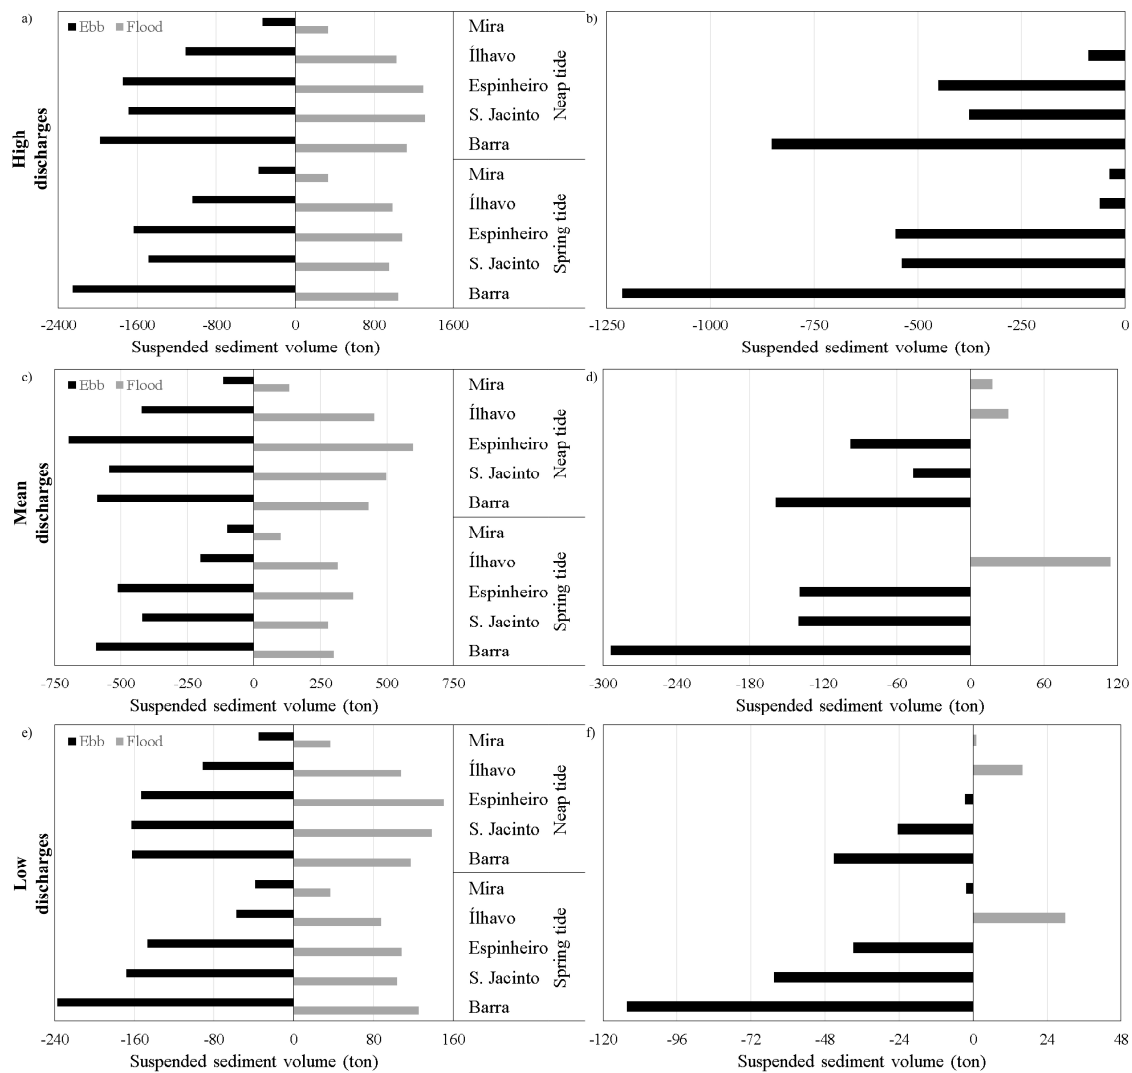 a)
Ebb Flood
High
discharges
Mira
Ílhavo
Espinheiro
S. Jacinto
Barra
Neap tide
Mira
Ílhavo
Espinheiro
S. Jacinto
Barra
Spring tide
-2400 -1600 -800 0 800 1600
Suspended sediment volume (ton)
b)
-1250 -1000 -750 -500 -250 0
Suspended sediment volume (ton)
c)
Ebb Flood
Mean
discharges
Mira
Ílhavo
Espinheiro
S. Jacinto
Barra
Neap tide
Mira
Ílhavo
Espinheiro
S. Jacinto
Barra
Spring tide
-750 -500 -250 0 250 500 750
Suspended sediment volume (ton)
d)
-300 -240 -180 -120 -60 0 60 120
Suspended sediment volume (ton)
e)
Ebb Flood
Low
discharges
Mira
Ílhavo
Espinheiro
S. Jacinto
Barra
Neap tide
Mira
Ílhavo
Espinheiro
S. Jacinto
Barra
Spring tide
-240 -160 -80 0 80 160
Suspended sediment volume (ton)
f)
-120 -96 -72 -48 -24 0 24 48
Suspended sediment volume (ton)